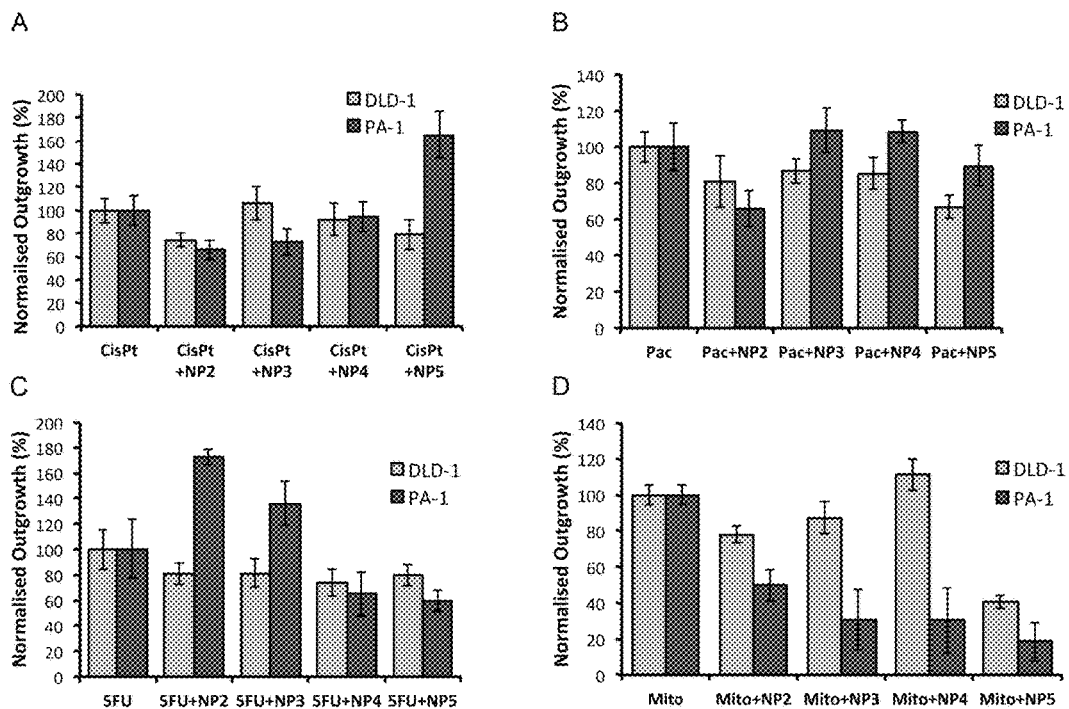 A
Normailised Outgrowth (%)
200
180
160
140
120
100
80
60
40
20
0
DLD-1
PA-1
CisPt
CisPt +NP2
CisPt +NP3
CisPt +NP4
CisPt +NP5
B
Normalised Outgrowth (%)
140
120
100
80
60
40
20
0
DLD-1
PA-1
Pac
Pac+NP2
Pac+NP3
Pac+NP4
Pac+NP5
C
Normalised Outgrowth (%)
200
180
160
140
120
100
80
60
40
20
0
DLD-1
PA-1
5FU
5FU+NP2
5FU+NP3
5FU+NP4
5FU+NP5
D
Normalised Outgrowth (%)
140
120
100
80
60
40
20
0
DLD-1
PA-1
Mito
Mito+NP2
Mito+NP3
Mito+NP4
Mito+NP5